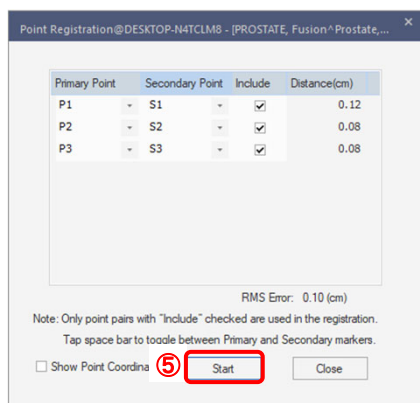 Point Registration@DESKTOP-N4TCLM8 - [PROSTATE, Fusion^Prostate,... ×
Primary Point Secondary Point Include Distance(cm)
P1 S1 0.12
P2 S2 0.08
P3 S3 0.08
RMS Error: 0.10 (cm)
Note: Only point pairs with "Include" checked are used in the registration.
Tap space bar to toggle between Primary and Secondary markers.
Show Point Coordina ⑤ Start Close